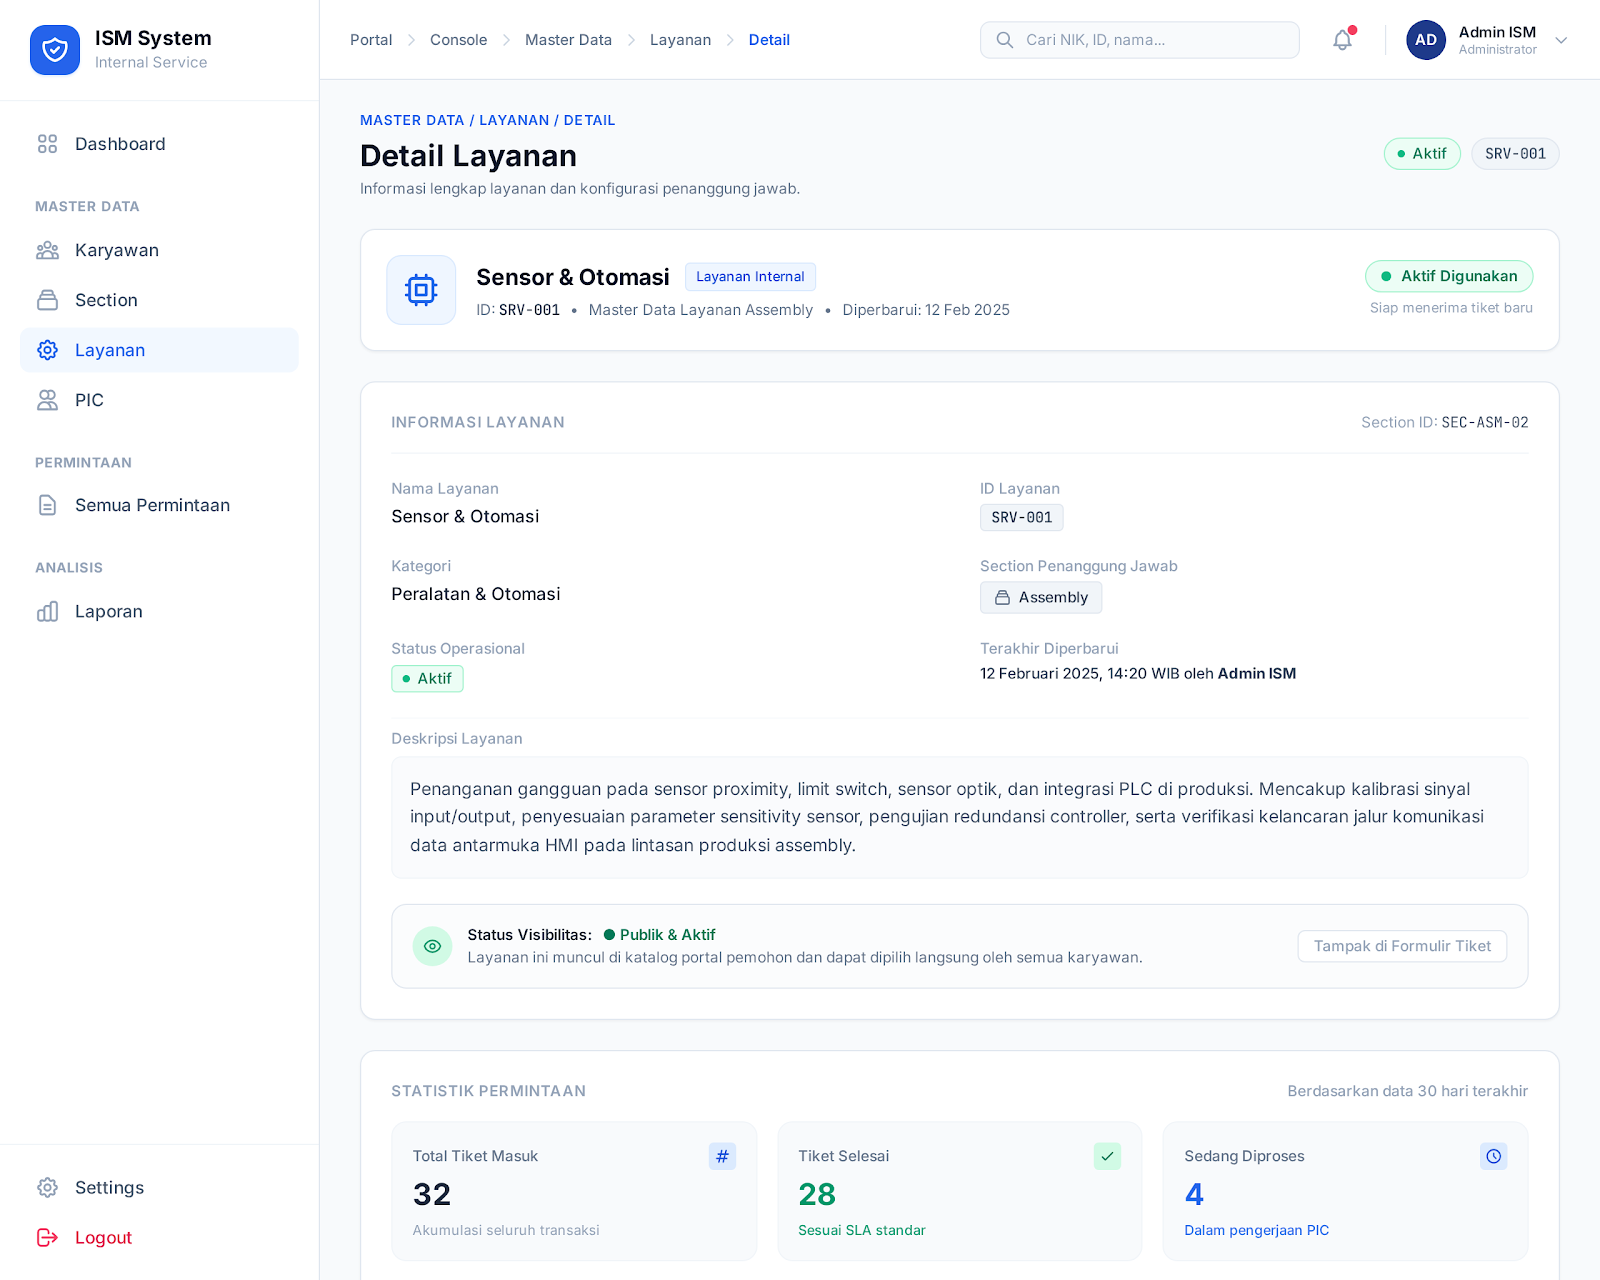 ISM System
Internal Service
Dashboard
MASTER DATA
Karyawan
Section
Layanan
PIC
PERMINTAAN
Semua Permintaan
ANALISIS
Laporan
Settings
Logout
Portal > Console > Master Data > Layanan > Detail
Cari NIK, ID, nama...
AD
Admin ISM
Administrator
MASTER DATA / LAYANAN / DETAIL
Detail Layanan
Informasi lengkap layanan dan konfigurasi penanggung jawab.
Aktif
SRV-001
Sensor & Otomasi
Layanan Internal
ID: SRV-001 • Master Data Layanan Assembly • Diperbarui: 12 Feb 2025
Aktif Digunakan
Siap menerima tiket baru
INFORMASI LAYANAN
Section ID: SEC-ASM-02
Nama Layanan
Sensor & Otomasi
ID Layanan
SRV-001
Kategori
Peralatan & Otomasi
Section Penanggung Jawab
Assembly
Status Operasional
Aktif
Terakhir Diperbarui
12 Februari 2025, 14:20 WIB oleh Admin ISM
Deskripsi Layanan
Penanganan gangguan pada sensor proximity, limit switch, sensor optik, dan integrasi PLC di produksi. Mencakup kalibrasi sinyal
input/output, penyesuaian parameter sensitivity sensor, pengujian redundansi controller, serta verifikasi kelancaran jalur komunikasi
data antarmuka HMI pada lintasan produksi assembly.
Status Visibilitas: Publik & Aktif
Layanan ini muncul di katalog portal pemohon dan dapat dipilih langsung oleh semua karyawan.
Tampak di Formulir Tiket
STATISTIK PERMINTAAN
Berdasarkan data 30 hari terakhir
Total Tiket Masuk
#
32
Akumulasi seluruh transaksi
Tiket Selesai
28
Sesuai SLA standar
Sedang Diproses
4
Dalam pengerjaan PIC